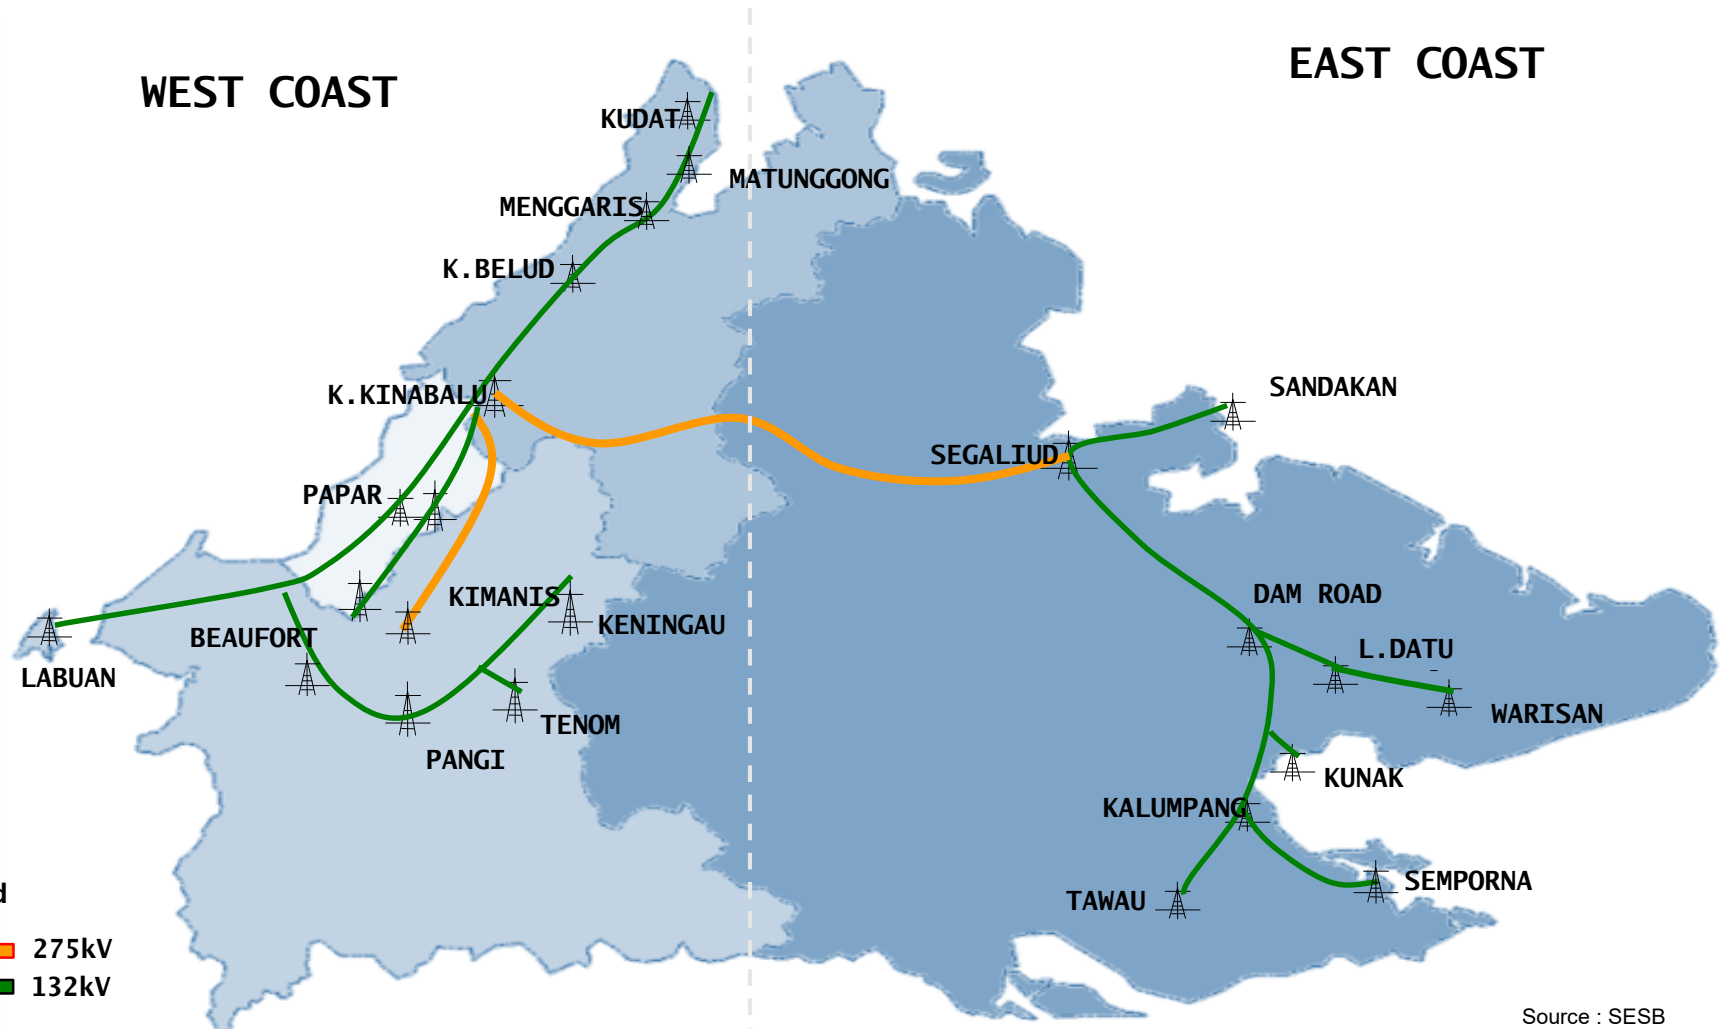 WEST COAST
EAST COAST
KUDAT
MATUNGGONG
MENGGARIS
K.BELUD
K.KINABALU
SANDAKAN
SEGALIUD
PAPAR
KIMANIS
KENINGAU
BEAUFORT
LABUAN
TENOM
PANGI
DAM ROAD
L.DATU
WARISAN
KUNAK
KALUMPANG
SEMPORNA
TAWAU
d
275kV
132kV
Source : SESB